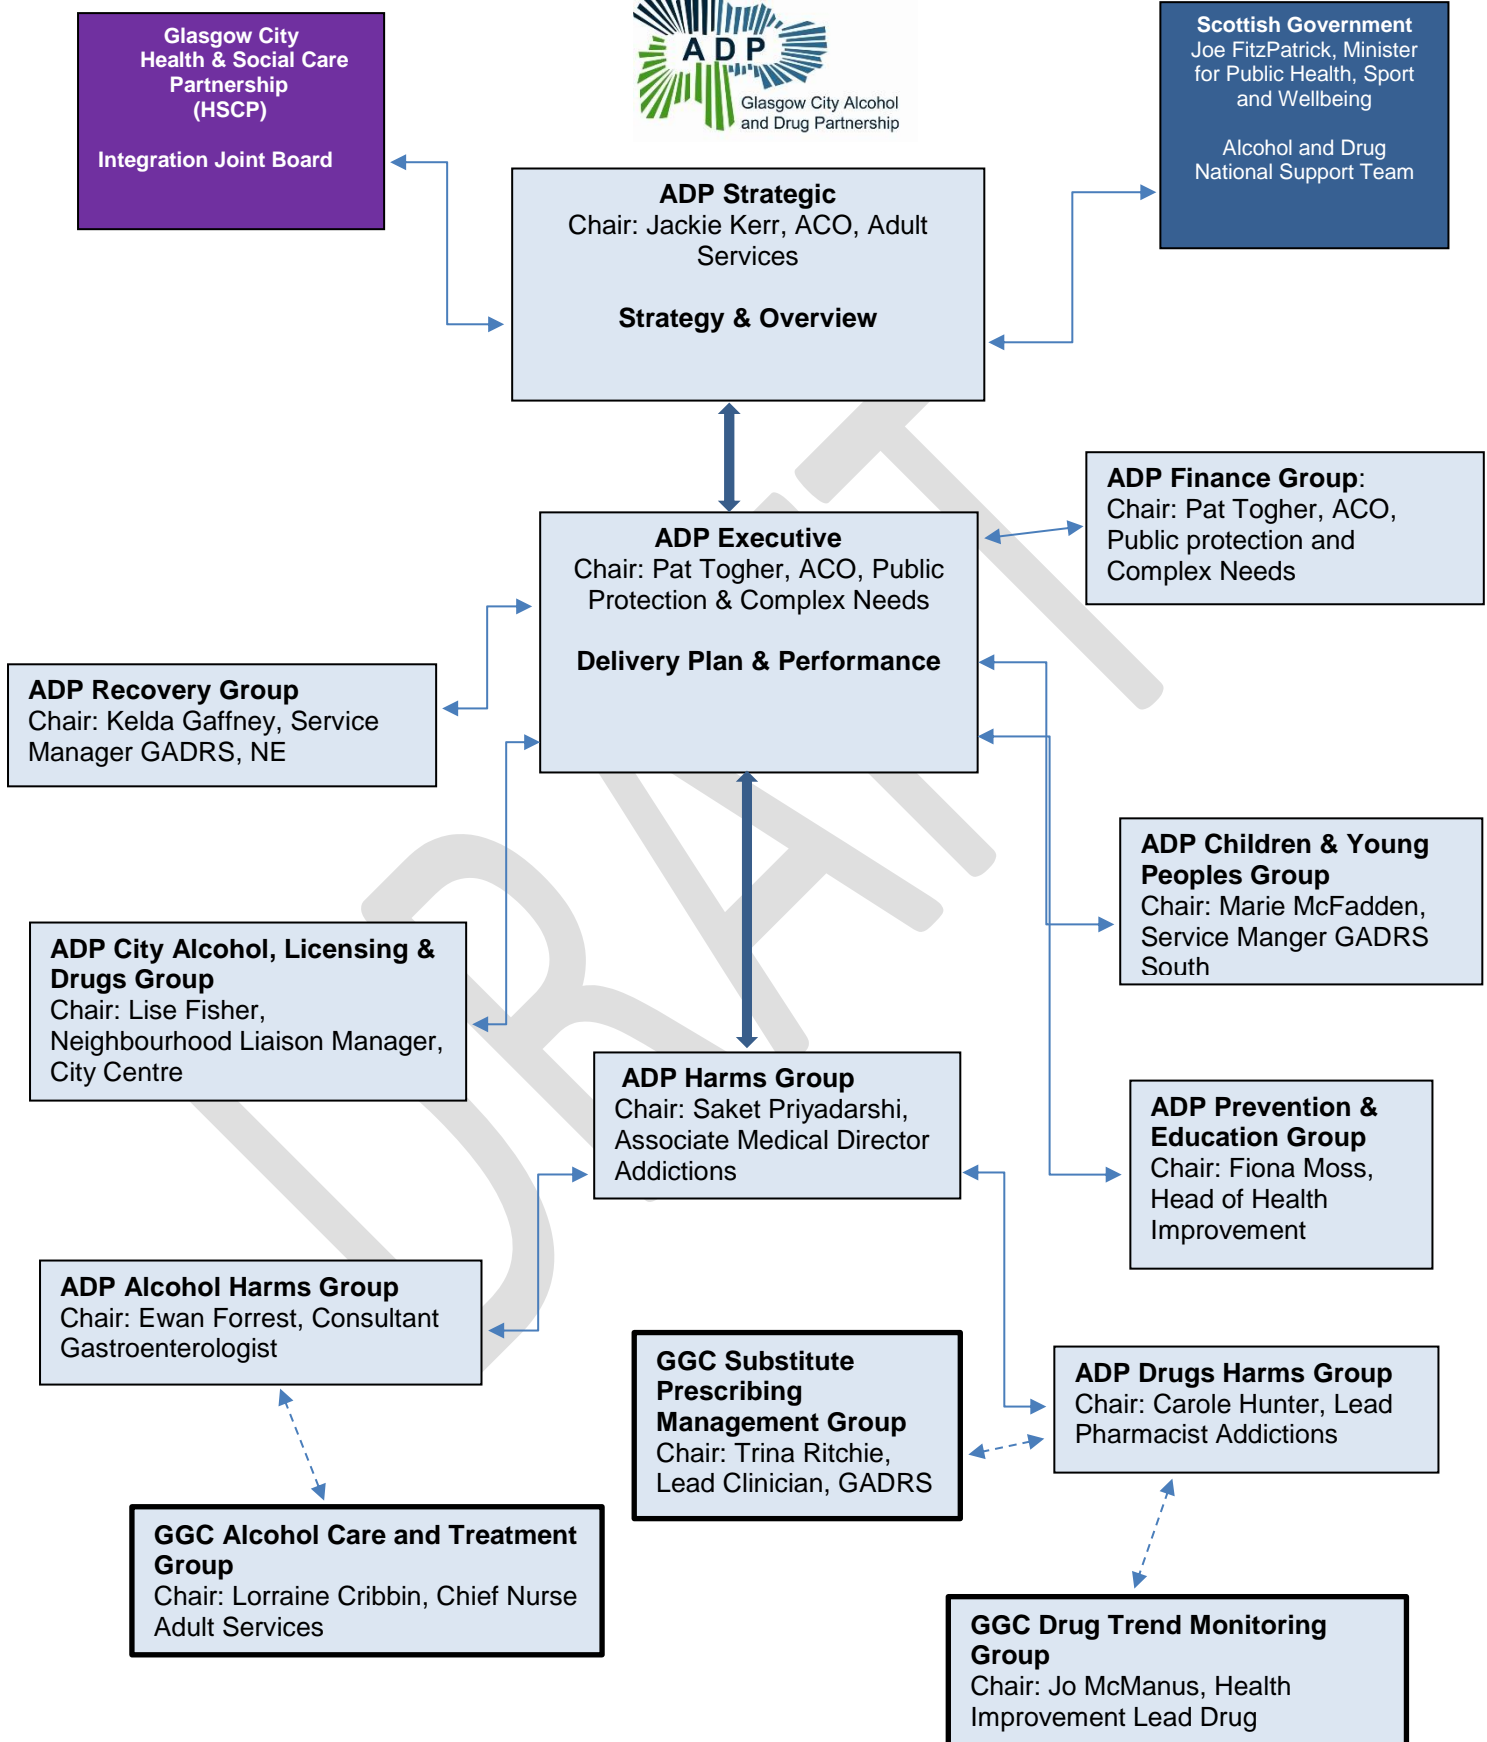 Glasgow City
Health & Social Care
Partnership
(HSCP)
Integration Joint Board
ADP
Glasgow City Alcohol
and Drug Partnership
Scottish Government
Joe FitzPatrick, Minister
for Public Health, Sport
and Wellbeing
Alcohol and Drug
National Support Team
ADP Strategic
Chair: Jackie Kerr, ACO, Adult
Services
Strategy & Overview
ADP Finance Group:
Chair: Pat Togher, ACO,
Public protection and
Complex Needs
ADP Executive
Chair: Pat Togher, ACO, Public
Protection & Complex Needs
Delivery Plan & Performance
ADP Recovery Group
Chair: Kelda Gaffney, Service
Manager GADRS, NE
ADP Children & Young
Peoples Group
Chair: Marie McFadden,
Service Manger GADRS
South
ADP City Alcohol, Licensing &
Drugs Group
Chair: Lise Fisher,
Neighbourhood Liaison Manager,
City Centre
ADP Harms Group
Chair: Saket Priyadarshi,
Associate Medical Director
Addictions
ADP Prevention &
Education Group
Chair: Fiona Moss,
Head of Health
Improvement
ADP Alcohol Harms Group
Chair: Ewan Forrest, Consultant
Gastroenterologist
GGC Substitute
Prescribing
Management Group
Chair: Trina Ritchie,
Lead Clinician, GADRS
ADP Drugs Harms Group
Chair: Carole Hunter, Lead
Pharmacist Addictions
GGC Alcohol Care and Treatment
Group
Chair: Lorraine Cribbin, Chief Nurse
Adult Services
GGC Drug Trend Monitoring
Group
Chair: Jo McManus, Health
Improvement Lead Drug
DRAFT